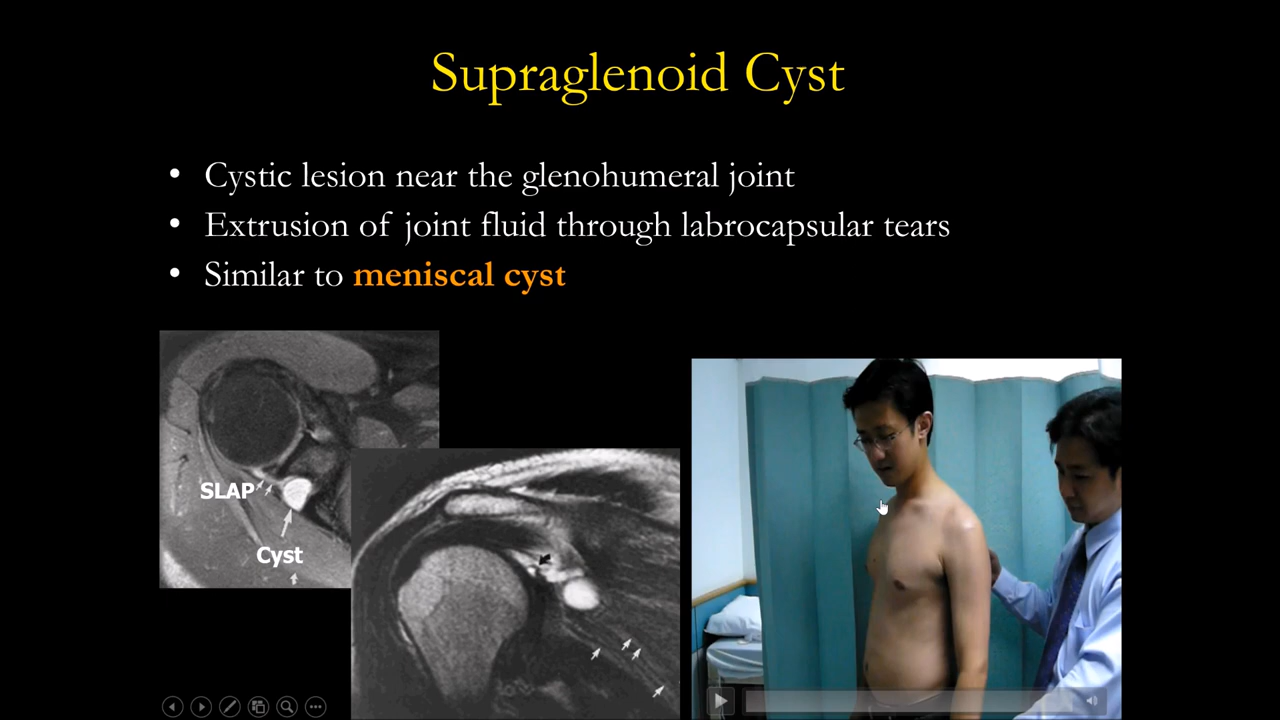 Supraglenoid Cyst
• Cystic lesion near the glenohumeral joint
• Extrusion of joint fluid through labrocapsular tears
• Similar to meniscal cyst
SLAP
Cyst